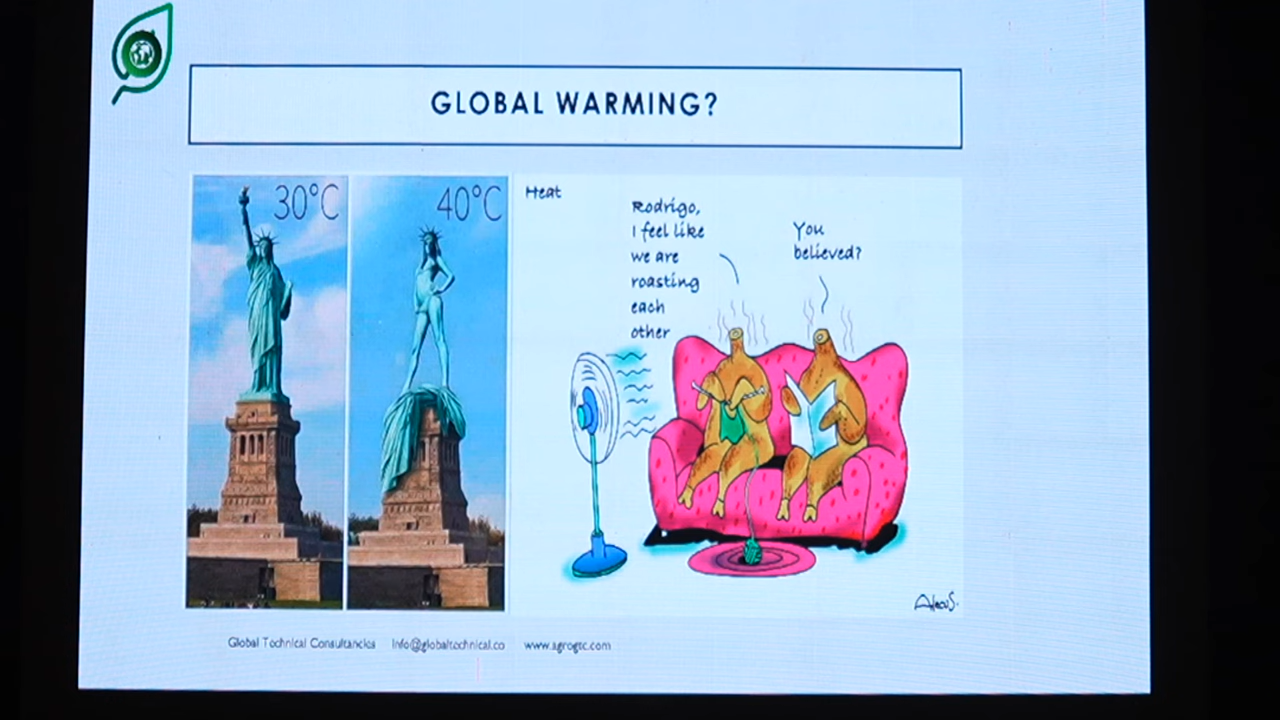 GLOBAL WARMING?
30°C
40°C
Heat
Rodrigo,
I feel like
we are
roasting
each
other
You
believed?
Global Technical Consultancies info@globaltechnical.co www.agrogtc.com